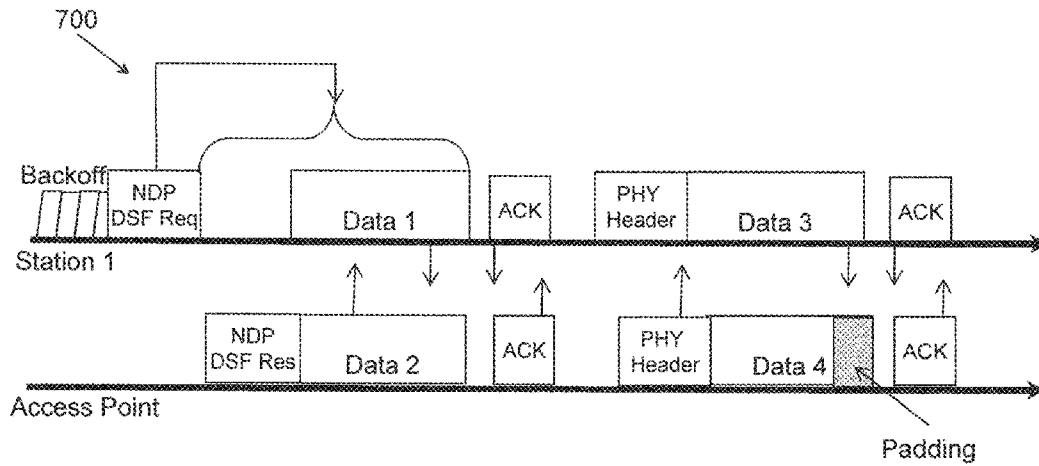 700
Backoff
NDP
DSF Req
Data 1
ACK
PHY
Header
Data 3
ACK
Station 1
NDP
DSF Res
Data 2
ACK
PHY
Header
Data 4
ACK
Access Point
Padding